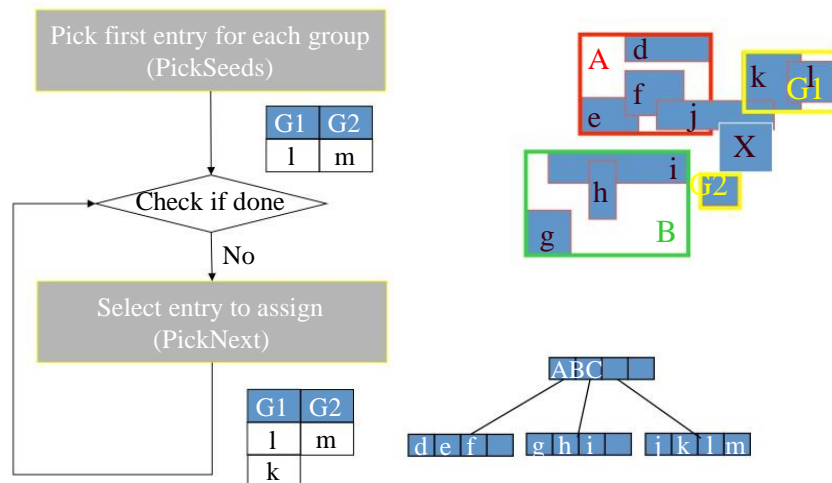 Pick first entry for each group
(PickSeeds)
G1 G2
l m
Check if done
No
Select entry to assign
(PickNext)
G1 G2
l m
k
A
d
f
e
j
k
l
G1
X
G2
i
h
g
B
ABC
d e f
g h i
j k l m